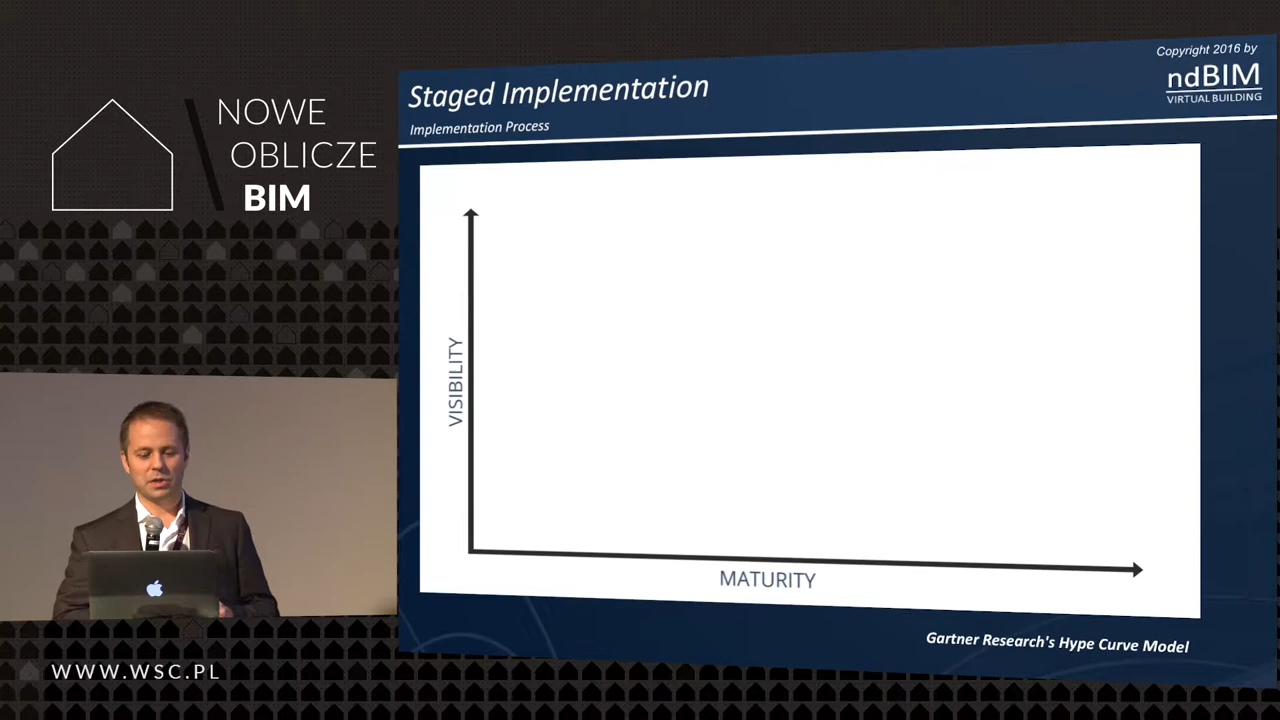 NOWE
OBLICZE
BIM
WWW.WSC.PL
Staged Implementation
Implementation Process
Copyright 2016 by
ndBIM
VIRTUAL BUILDING
VISIBILITY
MATURITY
Gartner Research's Hype Curve Model